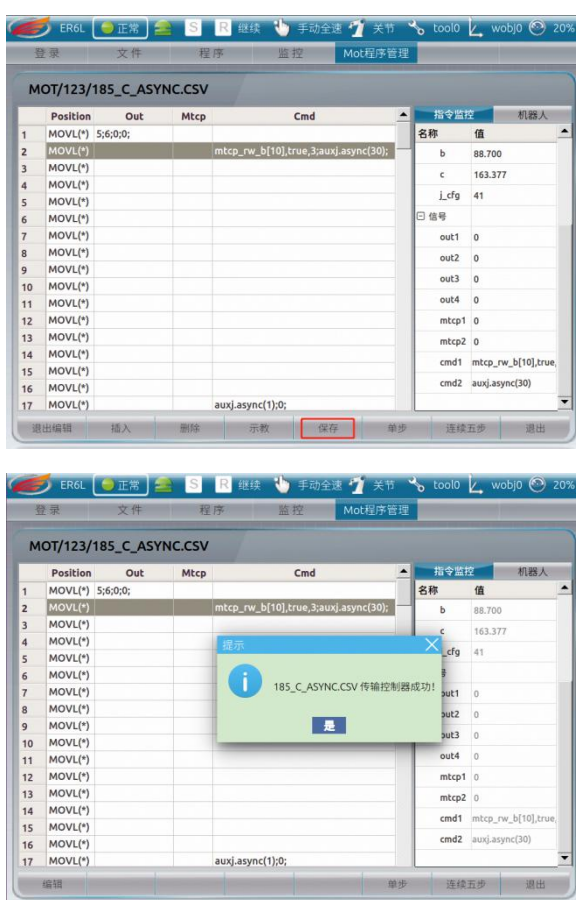 ER6L 正常 S R 继续 手动全速 关节 tool0 wobj0 20%
登录 文件 程序 监控 Mot程序管理
MOT/123/185_C_ASYNC.CSV
Position Out Mtcp Cmd 指令监控 机器人
1 MOVL(*) 5;6;0;0; 名称 值
2 MOVL(*) mtcp_rw_b[10],true,3;auxj.async(30); b 88.700
3 MOVL(*)
4 MOVL(*) c 163.377
5 MOVL(*) j_cfg 41
6 MOVL(*) 信号
7 MOVL(*) out1 0
8 MOVL(*) out2 0
9 MOVL(*)
10 MOVL(*) out3 0
11 MOVL(*) out4 0
12 MOVL(*) mtcp1 0
13 MOVL(*) mtcp2 0
14 MOVL(*)
15 MOVL(*) cmd1 mtcp_rw_b[10],true,
16 MOVL(*) cmd2 auxj.async(30)
17 MOVL(*) auxj.async(1);0;
退出编辑 插入 删除 示教 保存 单步 连续五步 退出
ER6L 正常 S R 继续 手动全速 关节 tool0 wobj0 20%
登录 文件 程序 监控 Mot程序管理
MOT/123/185_C_ASYNC.CSV
Position Out Mtcp Cmd 指令监控 机器人
1 MOVL(*) 5;6;0;0; 名称 值
2 MOVL(*) mtcp_rw_b[10],true,3;auxj.async(30); b 88.700
3 MOVL(*)
4 MOVL(*) c 163.377
5 MOVL(*) 提示 _cfg 41
6 MOVL(*) 号
7 MOVL(*) 185_C_ASYNC.CSV 传输控制器成功! out1 0
8 MOVL(*) out2 0
9 MOVL(*) 是
10 MOVL(*) out3 0
11 MOVL(*) out4 0
12 MOVL(*) mtcp1 0
13 MOVL(*) mtcp2 0
14 MOVL(*)
15 MOVL(*) cmd1 mtcp_rw_b[10],true,
16 MOVL(*) cmd2 auxj.async(30)
17 MOVL(*) auxj.async(1);0;
编辑 单步 连续五步 退出